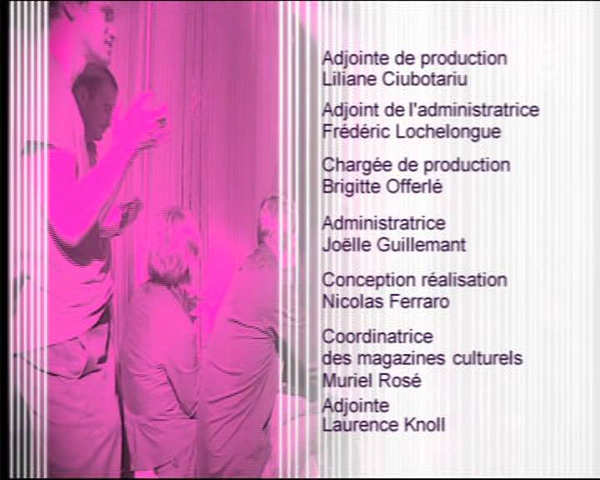 Adjointe de production
Liliane Ciubotariu
Adjoint de l'administratrice
Frédéric Lochelongue
Chargée de production
Brigitte Offerlé
Administratrice
Joëlle Guillemant
Conception réalisation
Nicolas Ferraro
Coordinatrice
des magazines culturels
Muriel Rosé
Adjointe
Laurence Knoll